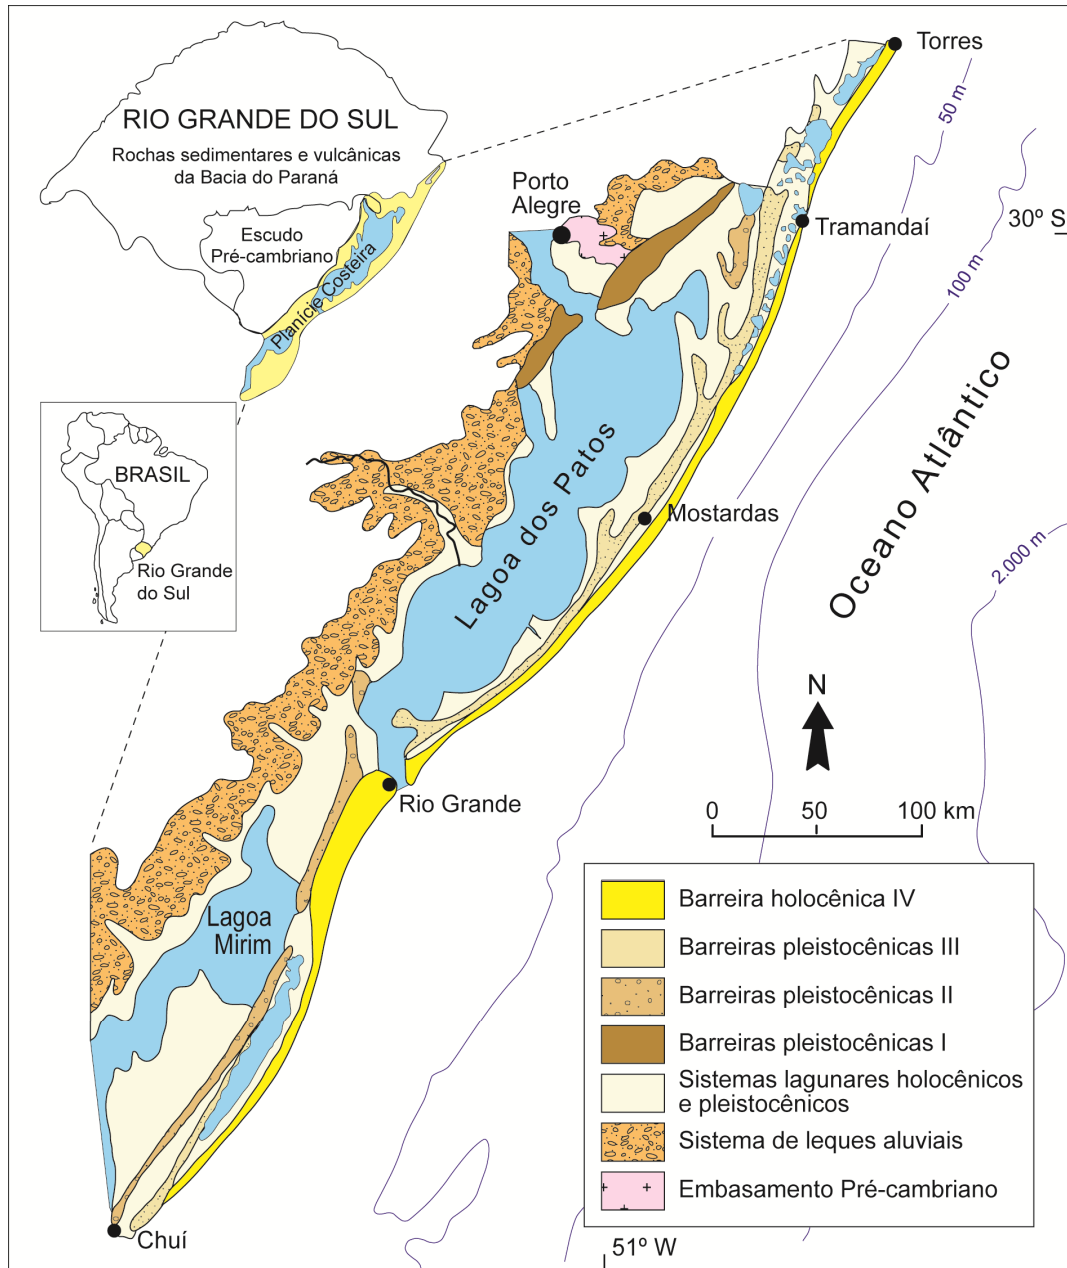 RIO GRANDE DO SUL
Rochas sedimentares e vulcânicas
da Bacia do Paraná
Escudo
Pré-cambriano
Planície Costeira
BRASIL
Rio Grande
do Sul
Torres
50 m
Porto
Alegre
Tramandaí
30º S
100 m
Oceano Atlântico
Lagoa dos Patos
Mostardas
2.000 m
N
0 50 100 km
Rio Grande
Lagoa
Mirim
Chuí
Barreira holocênica IV
Barreiras pleistocênicas III
Barreiras pleistocênicas II
Barreiras pleistocênicas I
Sistemas lagunares holocênicos
e pleistocênicos
Sistema de leques aluviais
Embasamento Pré-cambriano
51º W